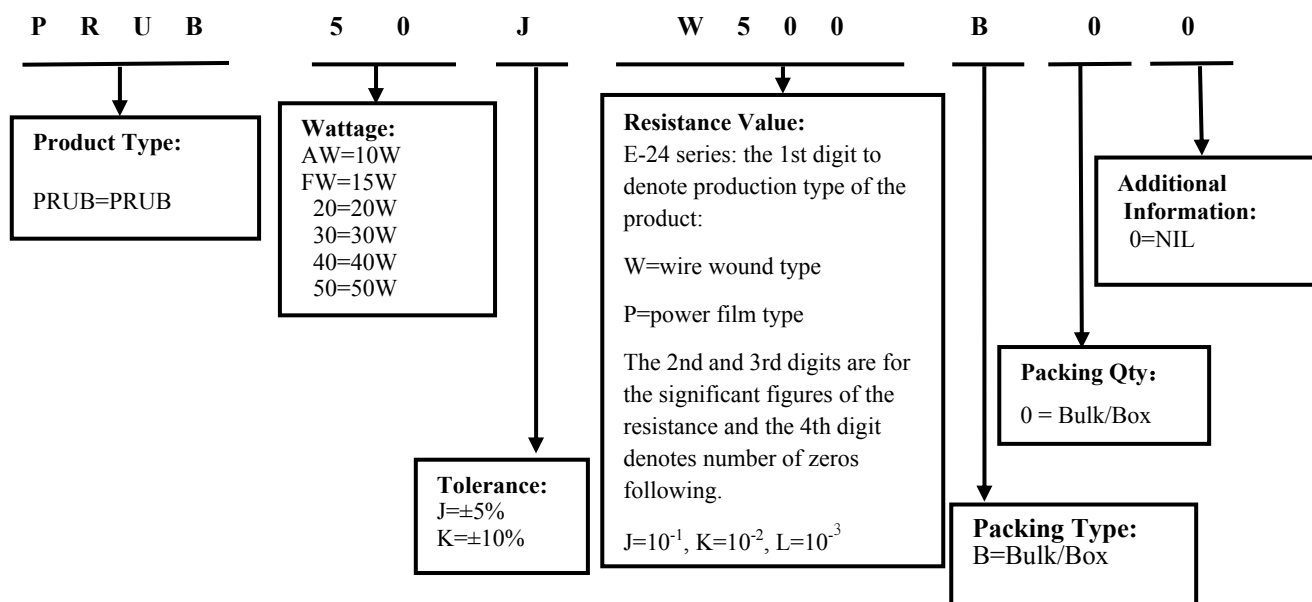 P R U B 5 0 J W 5 0 0 B 0 0
Product Type:
PRUB=PRUB
Wattage:
AW=10W
FW=15W
20=20W
30=30W
40=40W
50=50W
Tolerance:
J=±5%
K=±10%
Resistance Value:
E-24 series: the 1st digit to
denote production type of the
product:
W=wire wound type
P=power film type
The 2nd and 3rd digits are for
the significant figures of the
resistance and the 4th digit
denotes number of zeros
following.
J=10⁻¹, K=10⁻², L=10⁻³
Packing Type:
B=Bulk/Box
Packing Qty：
0 = Bulk/Box
Additional
Information:
0=NIL